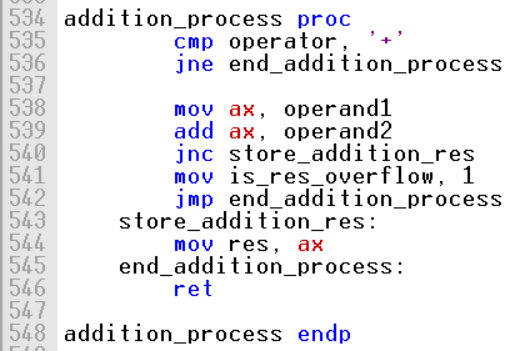 534 addition_process proc
535 cmp operator, '+'
536 jne end_addition_process
537
538 mov ax, operand1
539 add ax, operand2
540 jnc store_addition_res
541 mov is_res_overflow, 1
542 jmp end_addition_process
543 store_addition_res:
544 mov res, ax
545 end_addition_process:
546 ret
547
548 addition_process endp